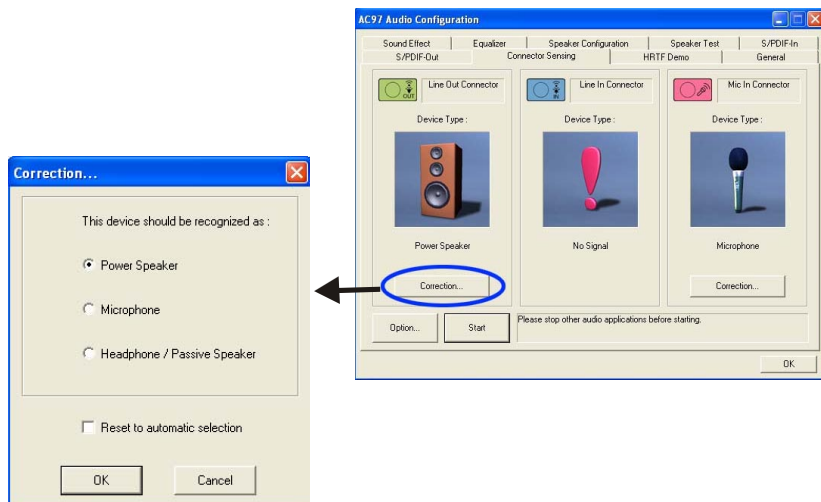 AC97 Audio Configuration
Sound Effect
Equalizer
Speaker Configuration
Speaker Test
S/PDIF-In
S/PDIF-Out
Connector Sensing
HRTF Demo
General
OUT
Line Out Connector
IN
Line In Connector
Mic In Connector
Device Type :
Device Type :
Device Type :
Power Speaker
No Signal
Microphone
Correction...
Correction...
Option...
Start
Please stop other audio applications before starting.
OK
Correction...
This device should be recognized as :
Power Speaker
Microphone
Headphone / Passive Speaker
Reset to automatic selection
OK
Cancel